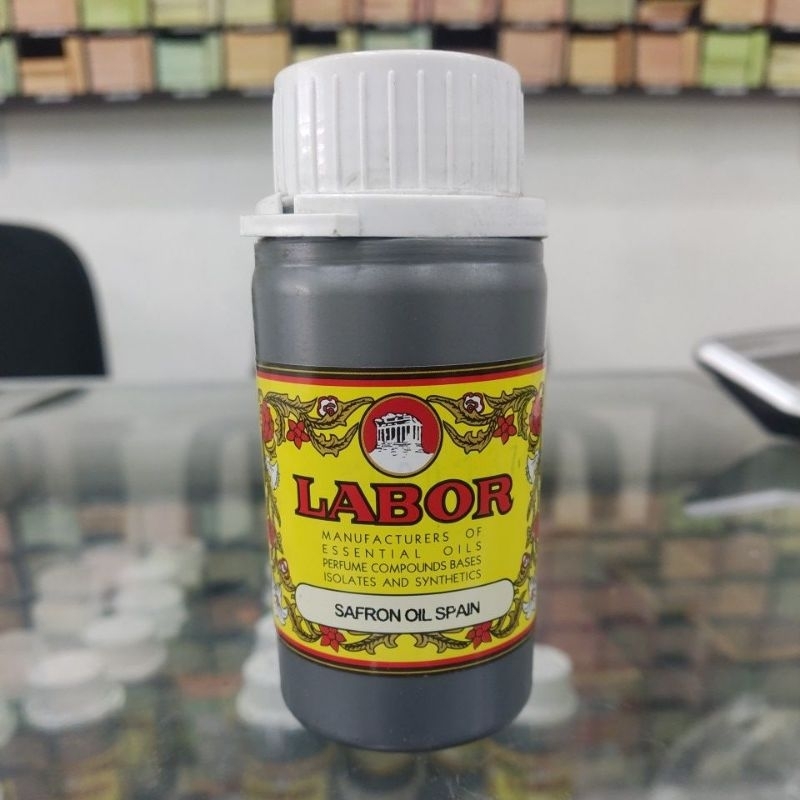 LABOR
MANUFACTURERS OF
ESSENTIAL OILS
PERFUME COMPOUNDS BASES
ISOLATES AND SYNTHETICS
SAFRON OIL SPAIN